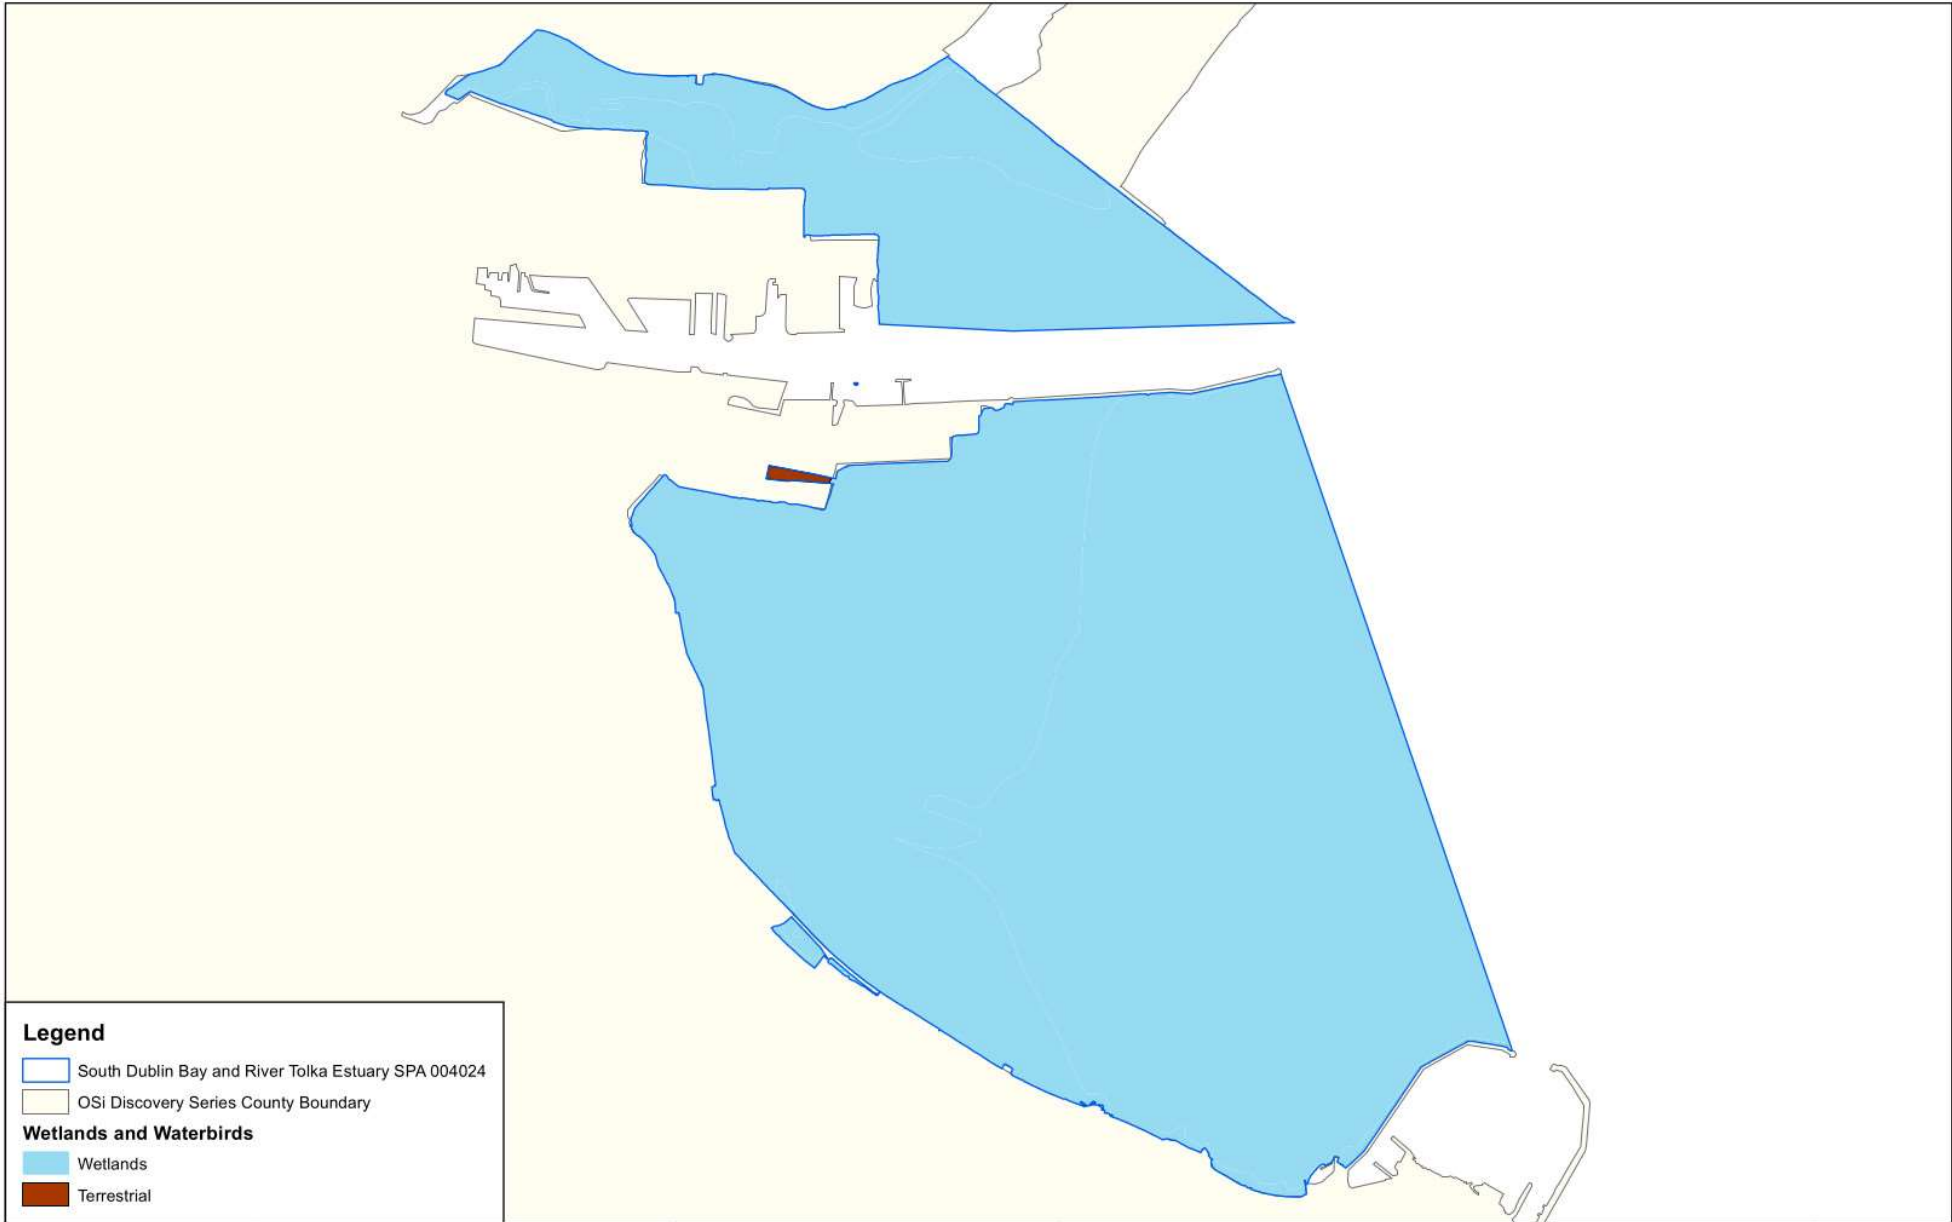 Legend
South Dublin Bay and River Tolka Estuary SPA 004024
OSi Discovery Series County Boundary
Wetlands and Waterbirds
Wetlands
Terrestrial